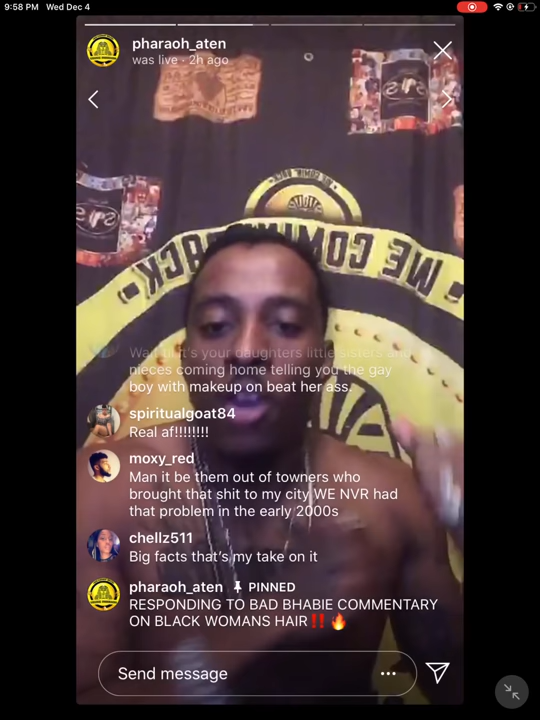 9:58 PM Wed Dec 4
pharaoh_aten
was live · 2h ago
WE COMING BACK
Wait til it's your daughters little sisters and
nieces coming home telling you the gay
boy with makeup on beat her ass.
spiritualgoat84
Real af!!!!!!!!
moxy_red
Man it be them out of towners who
brought that shit to my city WE NVR had
that problem in the early 2000s
chellz511
Big facts that's my take on it
pharaoh_aten PINNED
RESPONDING TO BAD BHABIE COMMENTARY
ON BLACK WOMANS HAIR‼️🔥
Send message